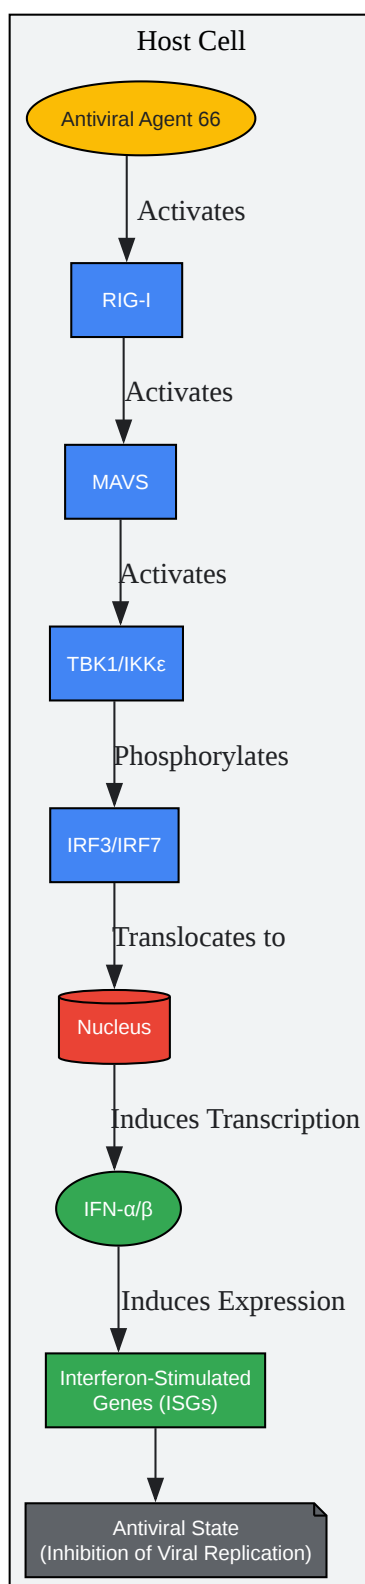 Host Cell
Antiviral Agent 66
Activates
RIG-I
Activates
MAVS
Activates
TBK1/IKKε
Phosphorylates
IRF3/IRF7
Translocates to
Nucleus
Induces Transcription
IFN-α/β
Induces Expression
Interferon-Stimulated
Genes (ISGs)
Antiviral State
(Inhibition of Viral Replication)